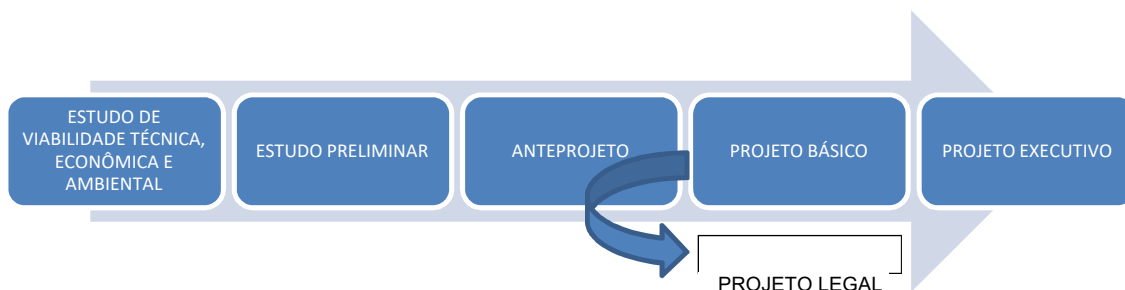 ESTUDO DE
VIABILIDADE TÉCNICA,
ECONÔMICA E
AMBIENTAL
ESTUDO PRELIMINAR
ANTEPROJETO
PROJETO BÁSICO
PROJETO EXECUTIVO
PROJETO LEGAL